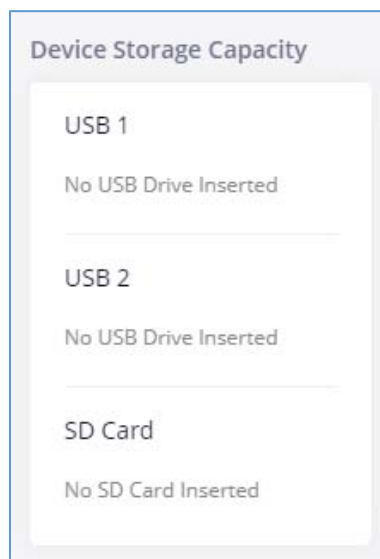 Device Storage Capacity
USB 1
No USB Drive Inserted
USB 2
No USB Drive Inserted
SD Card
No SD Card Inserted